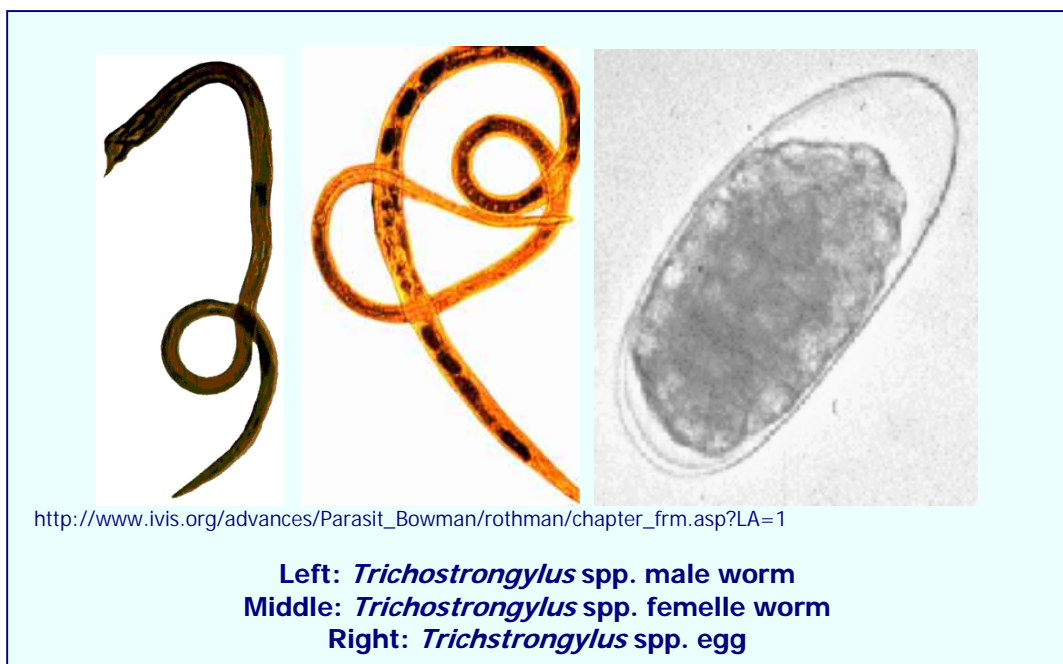 http://www.ivis.org/advances/Parasit_Bowman/rothman/chapter_frm.asp?LA=1
Left: Trichostrongylus spp. male worm
Middle: Trichostrongylus spp. femelle worm
Right: Trichstrongylus spp. egg